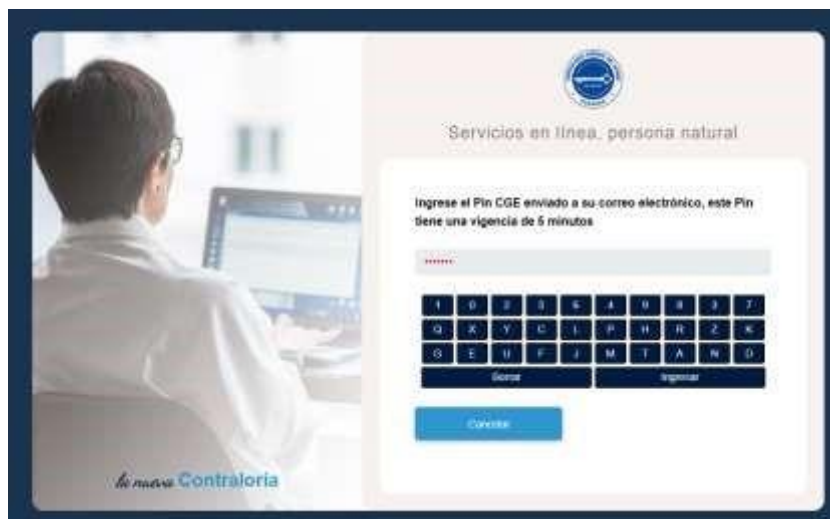 Servicios en línea, persona natural
Ingrese el Pin CGE enviado a su correo electrónico, este Pin
tiene una vigencia de 5 minutos
*******
Q X Y C L P H R Z K
E U F J M T A N D
Borrar Ingresar
Cancelar
la nueva Contraloría